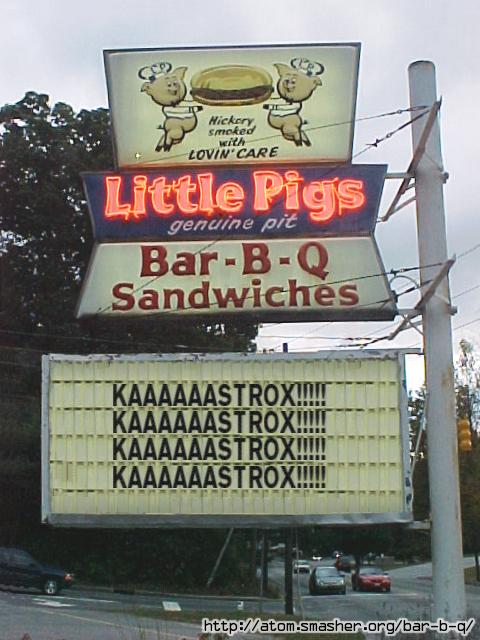 Hickory
smoked
with
LOVIN' CARE
Little Pigs
genuine pit
Bar-B-Q
Sandwiches
KAAAAAASTROX!!!!!
KAAAAAASTROX!!!!!
KAAAAAASTROX!!!!!
KAAAAAASTROX!!!!!
http://atom.smasher.org/bar-b-q/